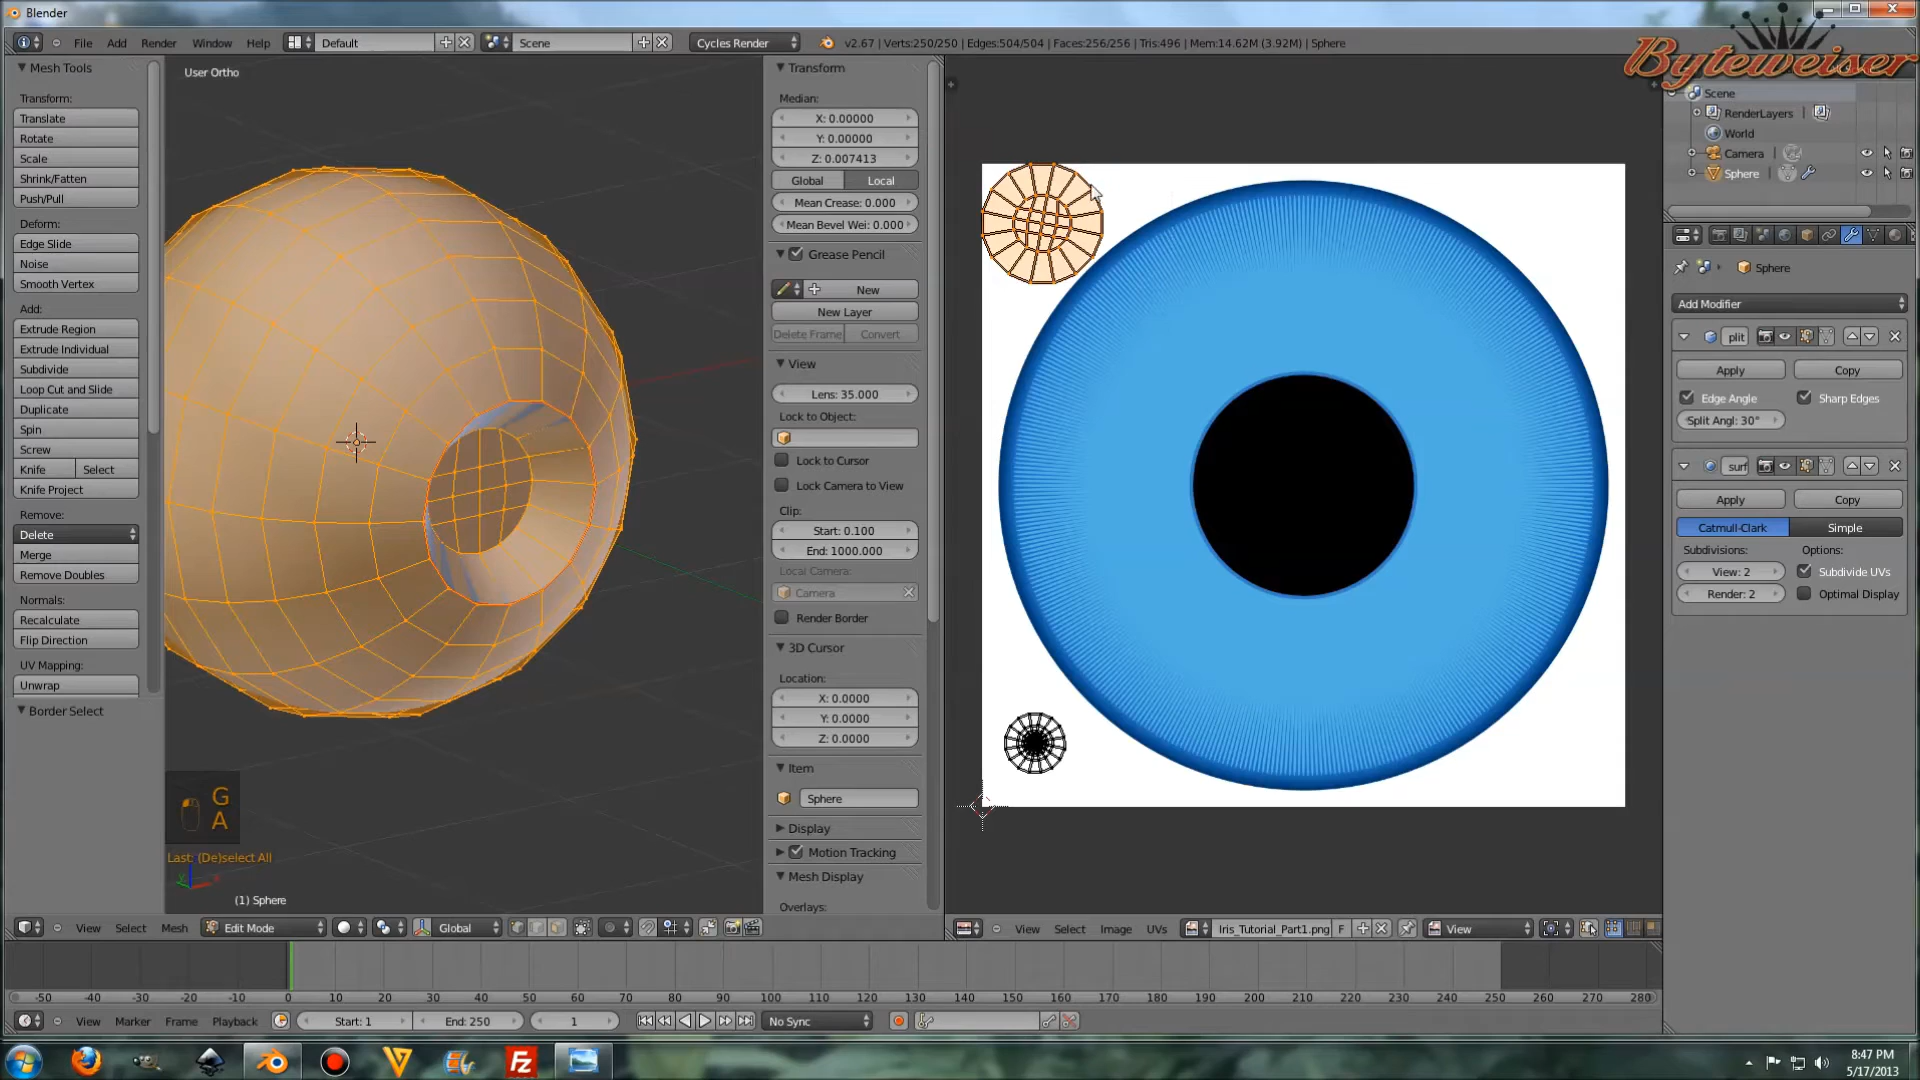 Blender
File Add Render Window Help Default Scene Cycles Render v2.67 | Verts:250/250 | Edges:504/504 | Faces:256/256 | Tris:496 | Mem:14.62M (3.92M) | Sphere
Byteweiser
Mesh Tools
Transform:
Translate
Rotate
Scale
Shrink/Fatten
Push/Pull
Deform:
Edge Slide
Noise
Smooth Vertex
Add:
Extrude Region
Extrude Individual
Subdivide
Loop Cut and Slide
Duplicate
Spin
Screw
Knife Select
Knife Project
Remove:
Delete
Merge
Remove Doubles
Normals:
Recalculate
Flip Direction
UV Mapping:
Unwrap
Border Select
User Ortho
G
A
Last: (De)select All
(1) Sphere
Transform
Median:
X: 0.00000
Y: 0.00000
Z: 0.007413
Global Local
Mean Crease: 0.000
Mean Bevel Wei: 0.000
Grease Pencil
New
New Layer
Delete Frame Convert
View
Lens: 35.000
Lock to Object:
Lock to Cursor
Lock Camera to View
Clip:
Start: 0.100
End: 1000.000
Local Camera:
Camera
Render Border
3D Cursor
Location:
X: 0.0000
Y: 0.0000
Z: 0.0000
Item
Sphere
Display
Motion Tracking
Mesh Display
Overlays:
Scene
RenderLayers
World
Camera
Sphere
Sphere
Add Modifier
plit
Apply Copy
Edge Angle Sharp Edges
Split Angl: 30°
surf
Apply Copy
Catmull-Clark Simple
Subdivisions: Options:
View: 2 Subdivide UVs
Render: 2 Optimal Display
View Select Mesh Edit Mode Global
View Select Image UVs Iris_Tutorial_Part1.png F View
-50 -40 -30 -20 -10 0 10 20 30 40 50 60 70 80 90 100 110 120 130 140 150 160 170 180 190 200 210 220 230 240 250 260 270 280
View Marker Frame Playback Start: 1 End: 250 1 No Sync
8:47 PM
5/17/2013